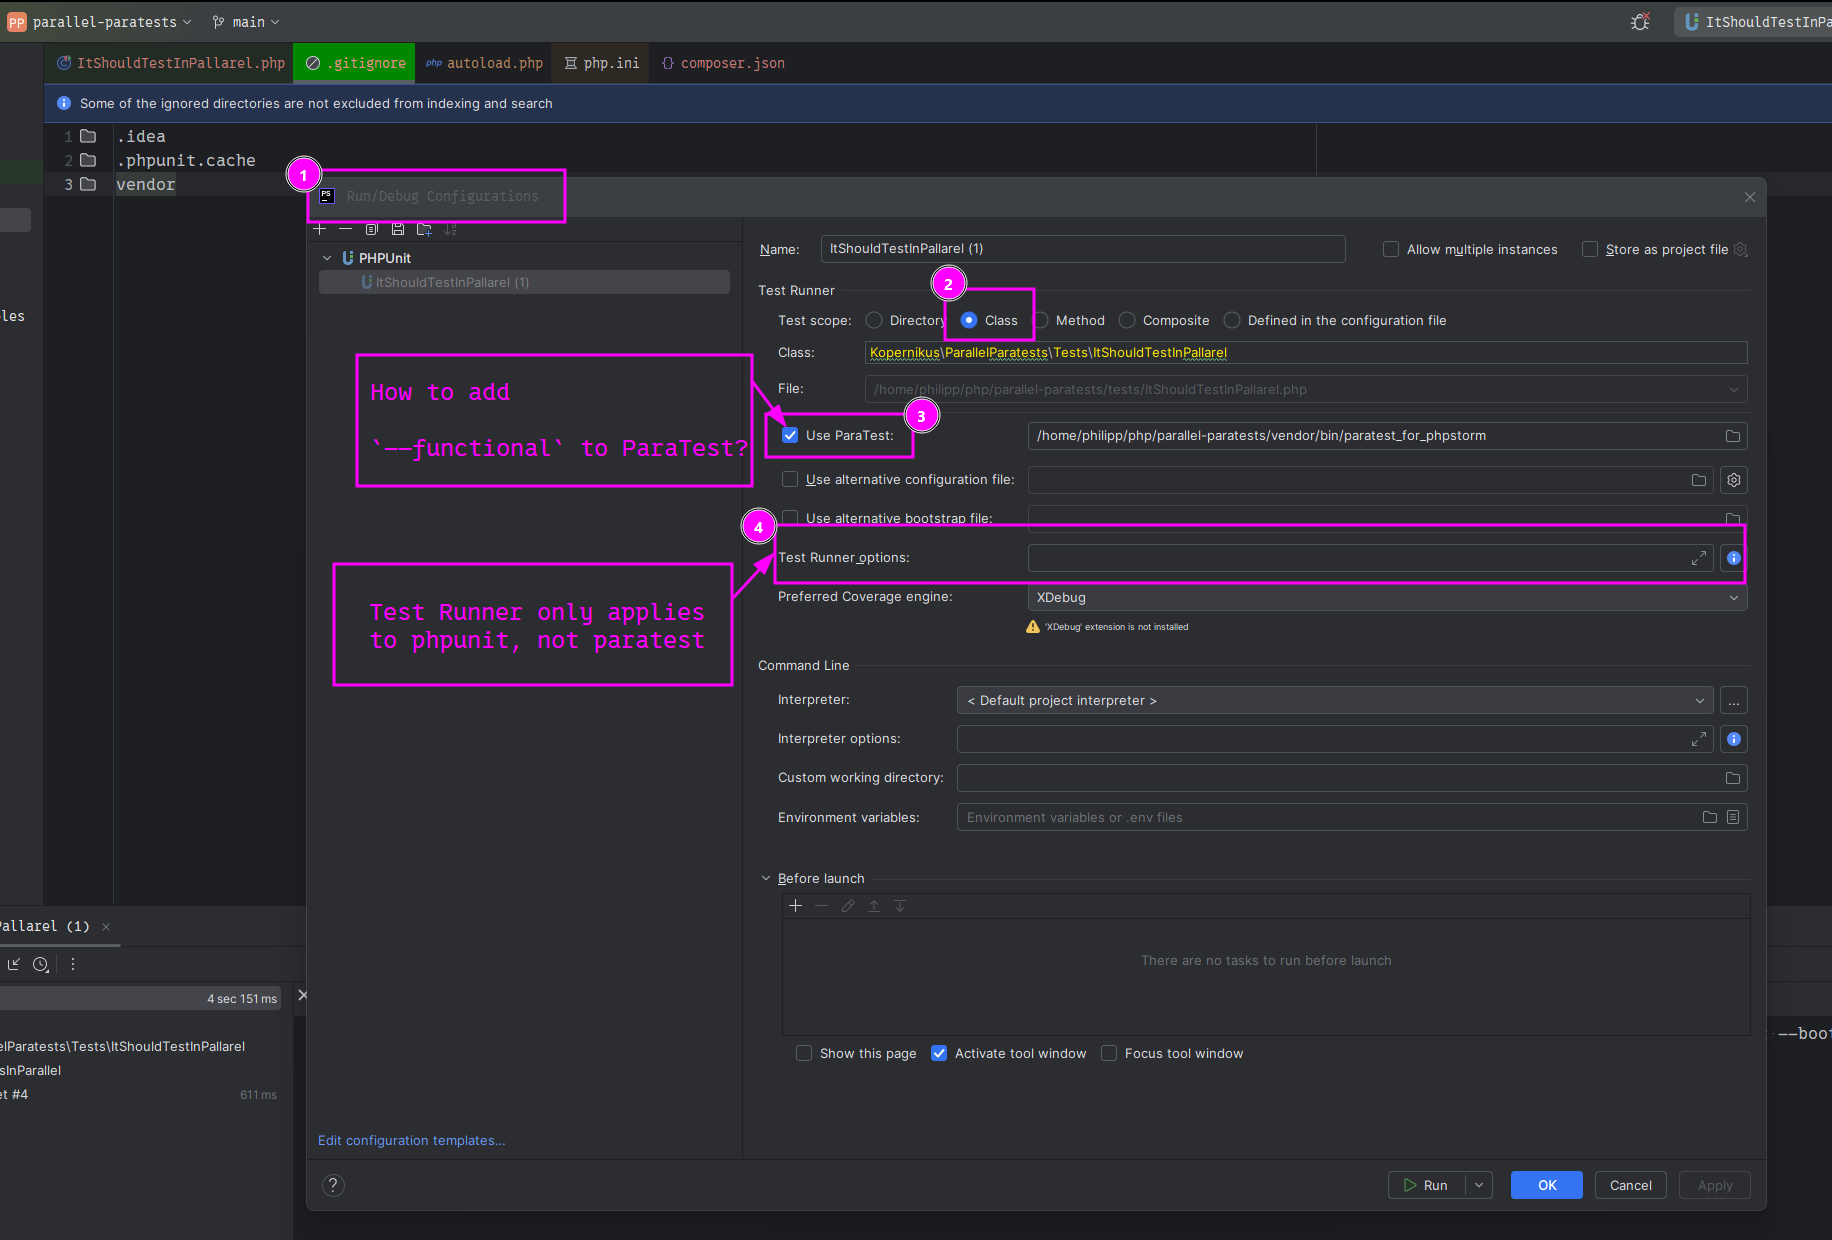 PP parallel-paratests main ItShouldTestInPa
ItShouldTestInPallarel.php .gitignore php autoload.php php.ini {} composer.json
Some of the ignored directories are not excluded from indexing and search
1 .idea
2 .phpunit.cache
3 vendor
1
PS Run/Debug Configurations
Name: ItShouldTestInPallarel (1) Allow multiple instances Store as project file
PHPUnit
ItShouldTestInPallarel (1)
2
Test Runner
les
Test scope: Directory Class Method Composite Defined in the configuration file
Class: Kopernikus\ParallelParatests\Tests\ItShouldTestInPallarel
File: /home/philipp/php/parallel-paratests/tests/ItShouldTestInPallarel.php
How to add
`--functional` to ParaTest?
3
Use ParaTest: /home/philipp/php/parallel-paratests/vendor/bin/paratest_for_phpstorm
Use alternative configuration file:
Use alternative bootstrap file:
4
Test Runner options:
Test Runner only applies
to phpunit, not paratest
Preferred Coverage engine: XDebug
'XDebug' extension is not installed
Command Line
Interpreter: < Default project interpreter > ...
Interpreter options:
Custom working directory:
Environment variables: Environment variables or .env files
Before launch
There are no tasks to run before launch
Show this page Activate tool window Focus tool window
Pallarel (1)
4 sec 151 ms
elParatests\Tests\ItShouldTestInPallarel
sInParallel
et #4 611 ms
--boot
Edit configuration templates...
? Run OK Cancel Apply